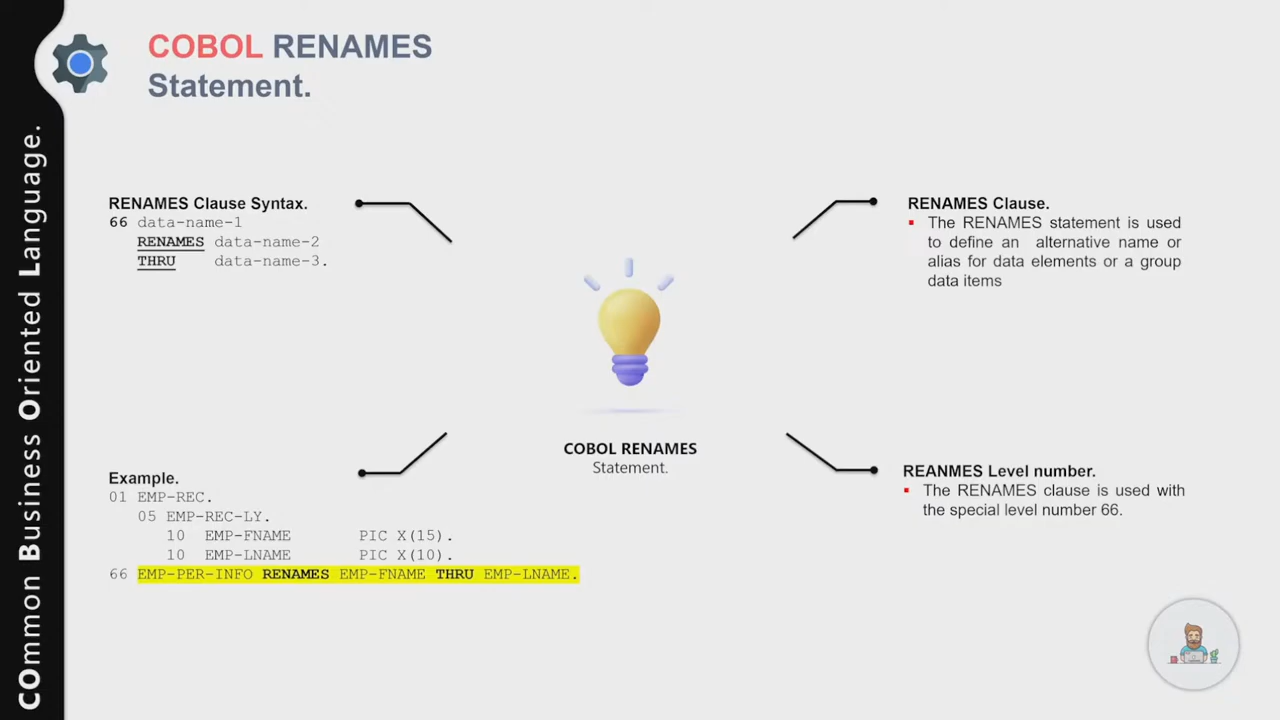 COBOL RENAMES
Statement.
COmmon Business Oriented Language.
RENAMES Clause Syntax.
66 data-name-1
RENAMES data-name-2
THRU data-name-3.
RENAMES Clause.
▪ The RENAMES statement is used
to define an alternative name or
alias for data elements or a group
data items
COBOL RENAMES
Statement.
Example.
01 EMP-REC.
05 EMP-REC-LY.
10 EMP-FNAME PIC X(15).
10 EMP-LNAME PIC X(10).
66 EMP-PER-INFO RENAMES EMP-FNAME THRU EMP-LNAME.
REANMES Level number.
▪ The RENAMES clause is used with
the special level number 66.